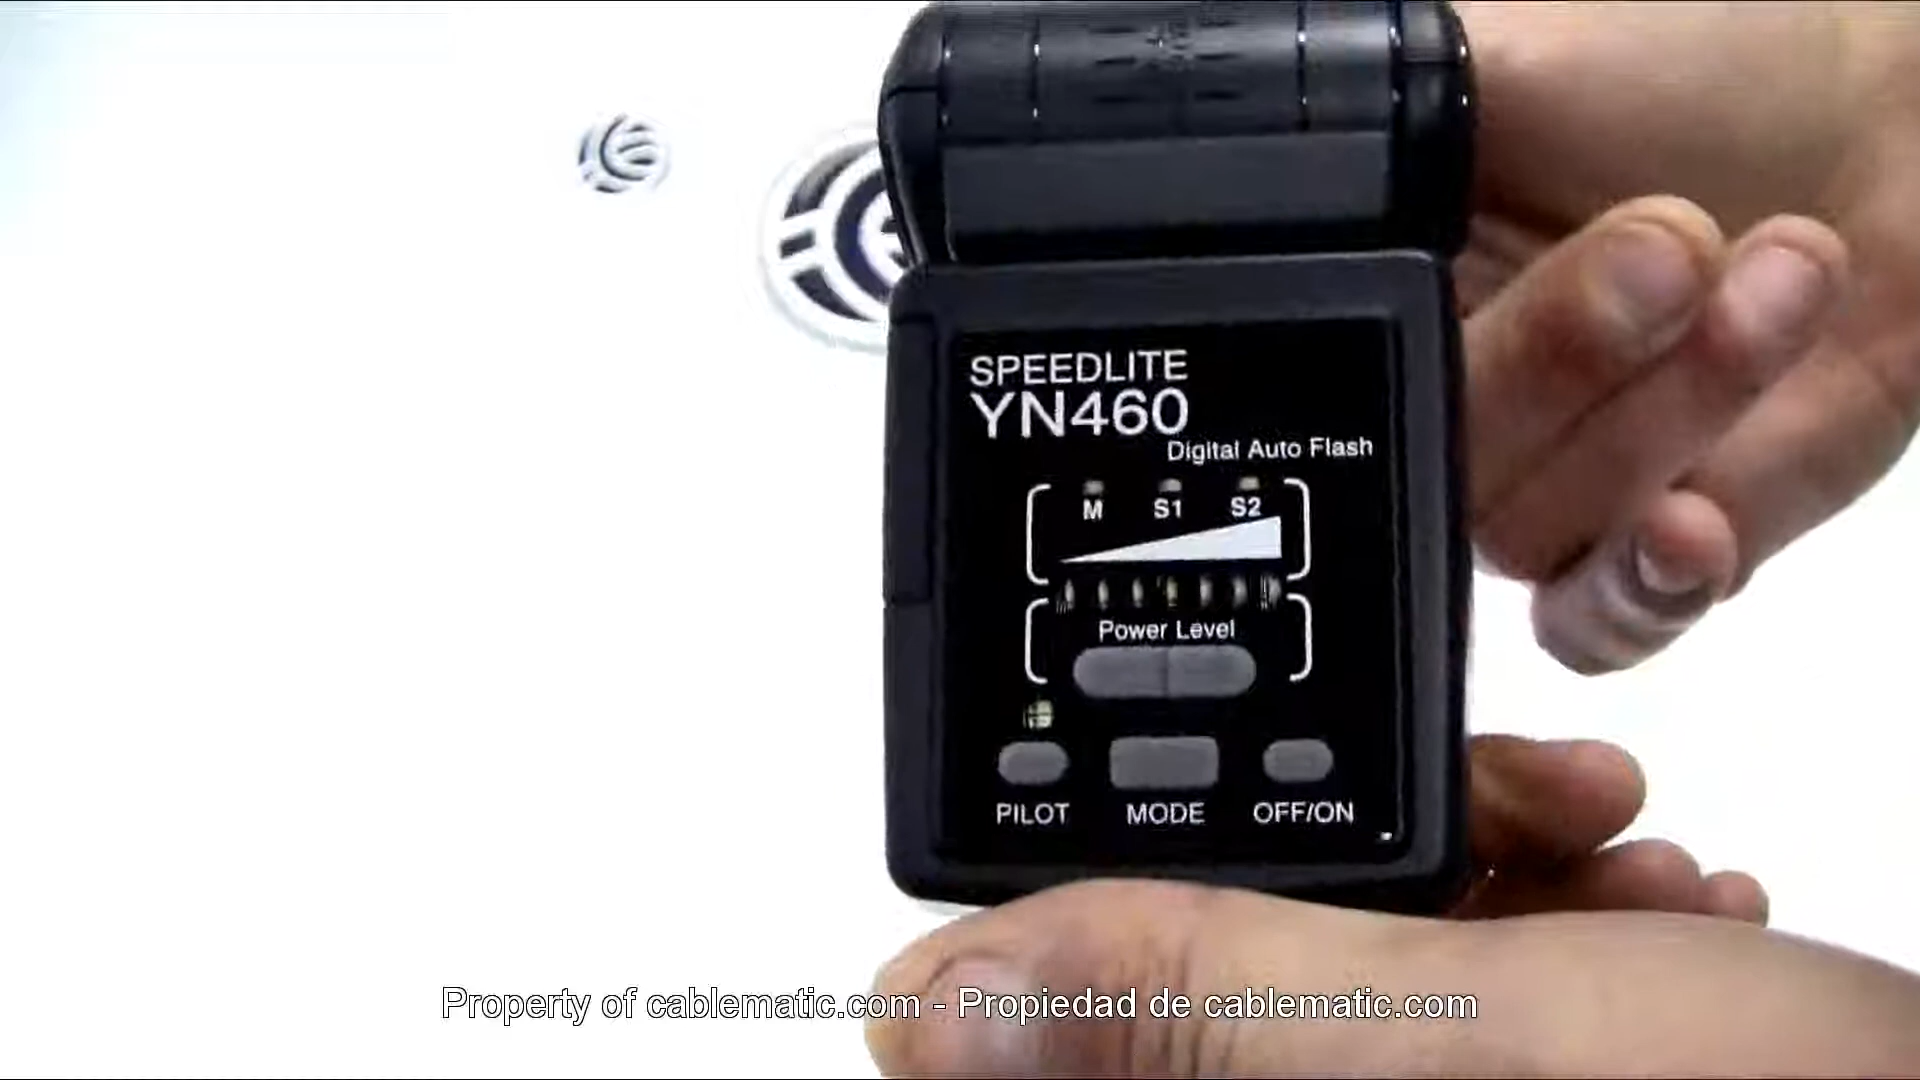 SPEEDLITE
YN460
Digital Auto Flash
M S1 S2
Power Level
PILOT MODE OFF/ON
Property of cablematic.com - Propiedad de cablematic.com